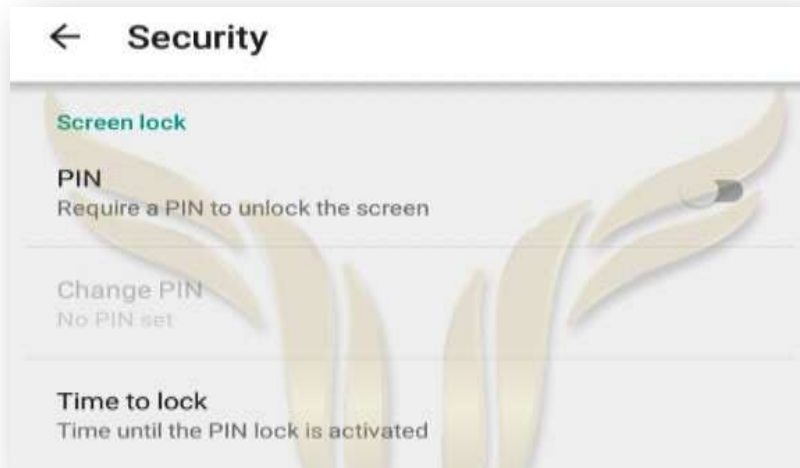 Security
Screen lock
PIN
Require a PIN to unlock the screen
Change PIN
No PIN set
Time to lock
Time until the PIN lock is activated